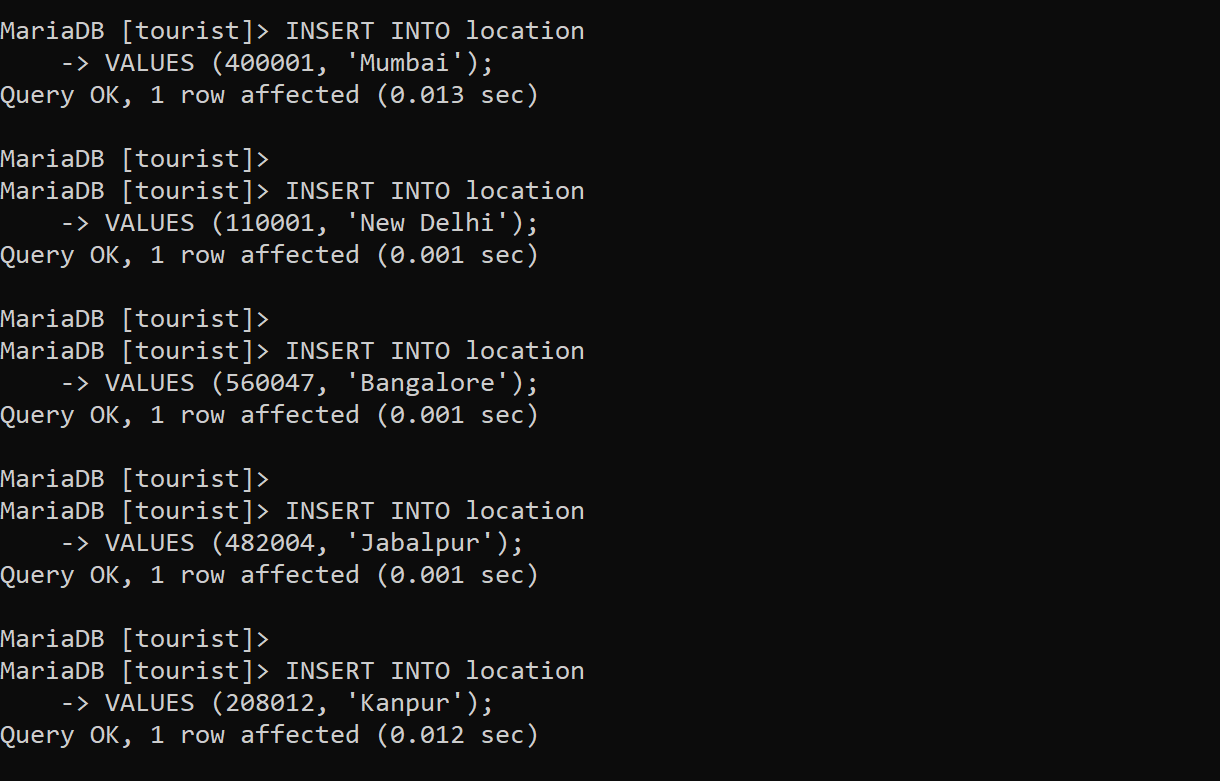 MariaDB [tourist]> INSERT INTO location
    -> VALUES (400001, 'Mumbai');
Query OK, 1 row affected (0.013 sec)

MariaDB [tourist]>
MariaDB [tourist]> INSERT INTO location
    -> VALUES (110001, 'New Delhi');
Query OK, 1 row affected (0.001 sec)

MariaDB [tourist]>
MariaDB [tourist]> INSERT INTO location
    -> VALUES (560047, 'Bangalore');
Query OK, 1 row affected (0.001 sec)

MariaDB [tourist]>
MariaDB [tourist]> INSERT INTO location
    -> VALUES (482004, 'Jabalpur');
Query OK, 1 row affected (0.001 sec)

MariaDB [tourist]>
MariaDB [tourist]> INSERT INTO location
    -> VALUES (208012, 'Kanpur');
Query OK, 1 row affected (0.012 sec)